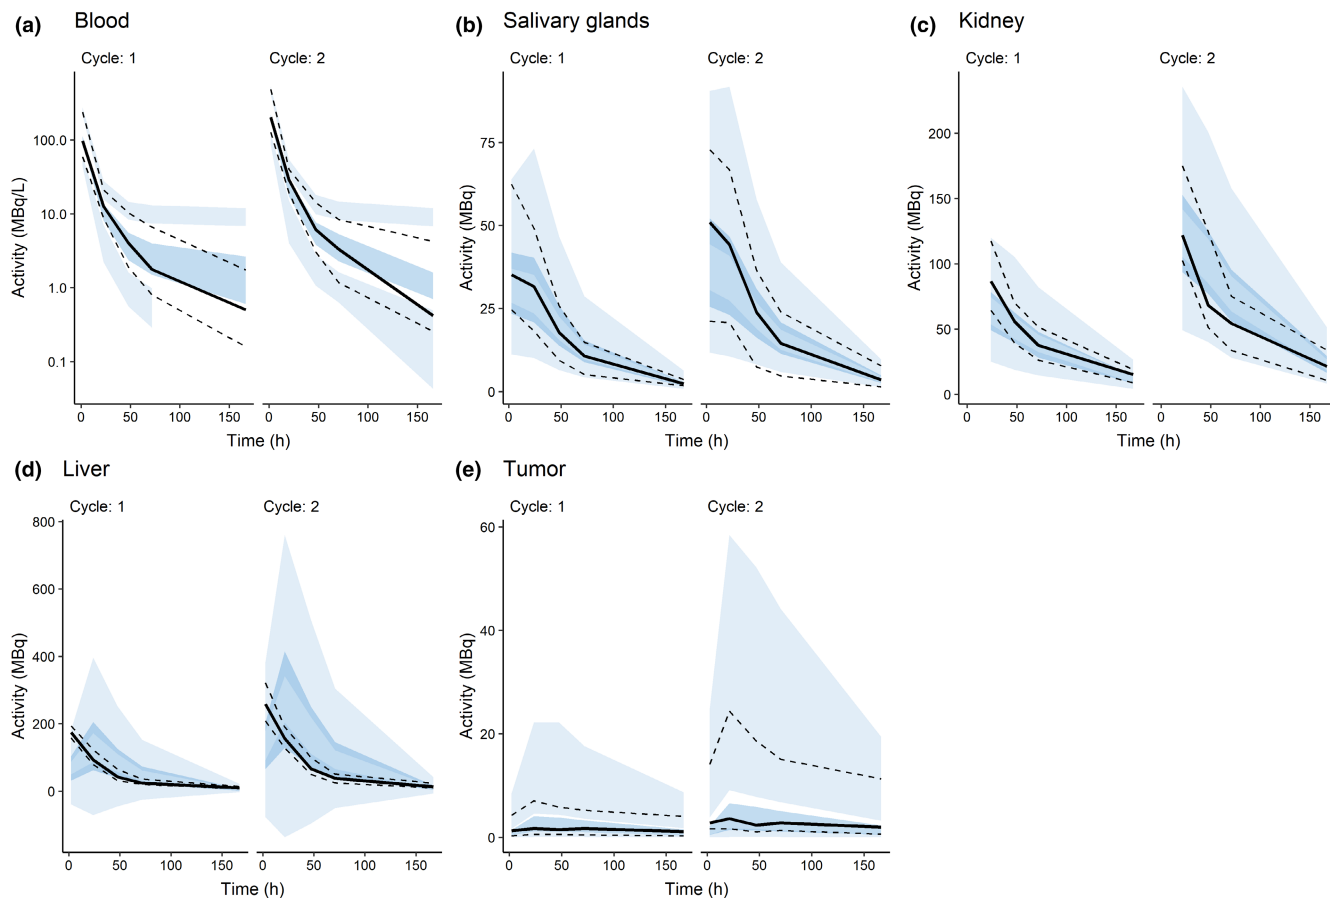 (a) Blood
Cycle: 1
Cycle: 2
Activity (MBq/L)
100.0
10.0
1.0
0.1
0 50 100 150
0 50 100 150
Time (h)
(b) Salivary glands
Cycle: 1
Cycle: 2
Activity (MBq)
75
50
25
0
0 50 100 150
0 50 100 150
Time (h)
(c) Kidney
Cycle: 1
Cycle: 2
Activity (MBq)
200
150
100
50
0
0 50 100 150
0 50 100 150
Time (h)
(d) Liver
Cycle: 1
Cycle: 2
Activity (MBq)
800
600
400
200
0
0 50 100 150
0 50 100 150
Time (h)
(e) Tumor
Cycle: 1
Cycle: 2
Activity (MBq)
60
40
20
0
0 50 100 150
0 50 100 150
Time (h)